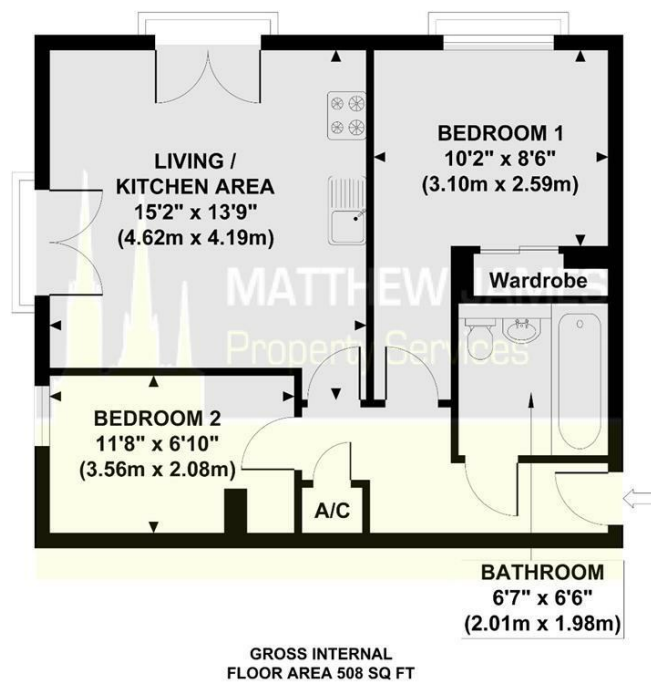 BEDROOM 1
10'2" x 8'6"
(3.10m x 2.59m)
LIVING /
KITCHEN AREA
15'2" x 13'9"
(4.62m x 4.19m)
Wardrobe
MATTHEW JAMES
Property Services
BEDROOM 2
11'8" x 6'10"
(3.56m x 2.08m)
A/C
BATHROOM
6'7" x 6'6"
(2.01m x 1.98m)
GROSS INTERNAL
FLOOR AREA 508 SQ FT